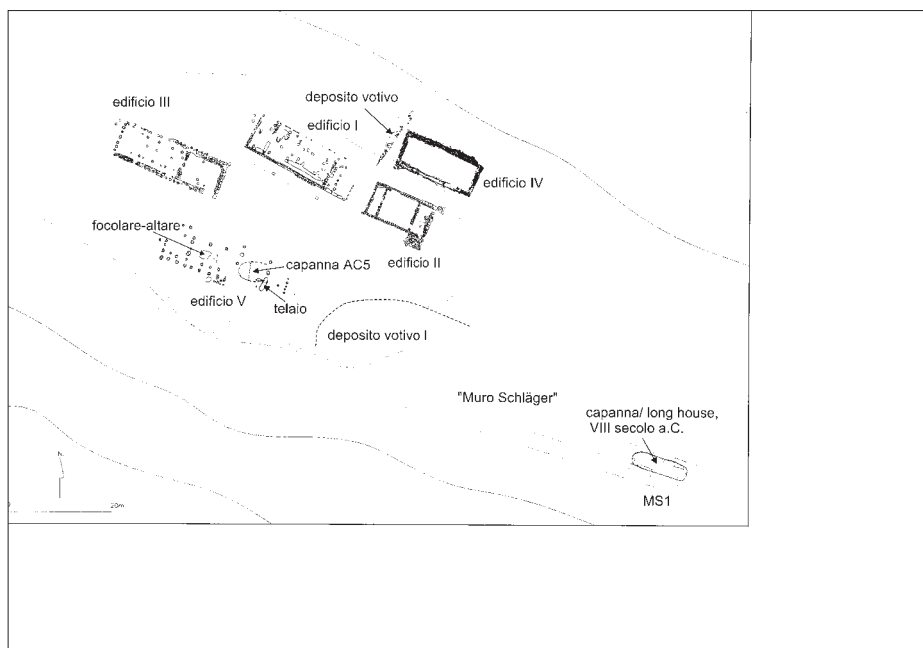 deposito votivo
edificio III
edificio I
edificio IV
focolare-altare
capanna AC5
edificio II
edificio V
telaio
deposito votivo I
"Muro Schläger"
capanna/ long house,
VIII secolo a.C.
N.
MS1
20m